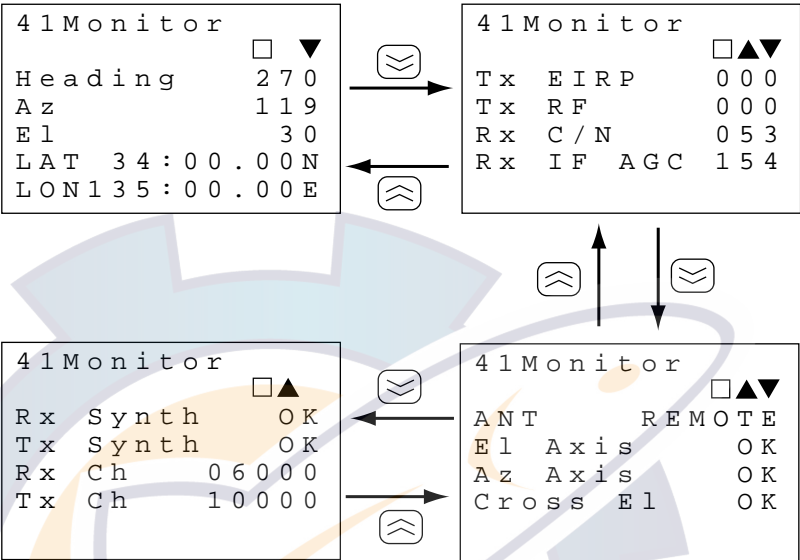 41Monitor
□ ▼
Heading 270
Az 119
El 30
LAT 34:00.00N
LON135:00.00E
41Monitor
□▲▼
Tx EIRP 000
Tx RF 000
Rx C/N 053
Rx IF AGC 154
41Monitor
□▲
Rx Synth OK
Tx Synth OK
Rx Ch 06000
Tx Ch 10000
41Monitor
□▲▼
ANT REMOTE
El Axis OK
Az Axis OK
Cross El OK